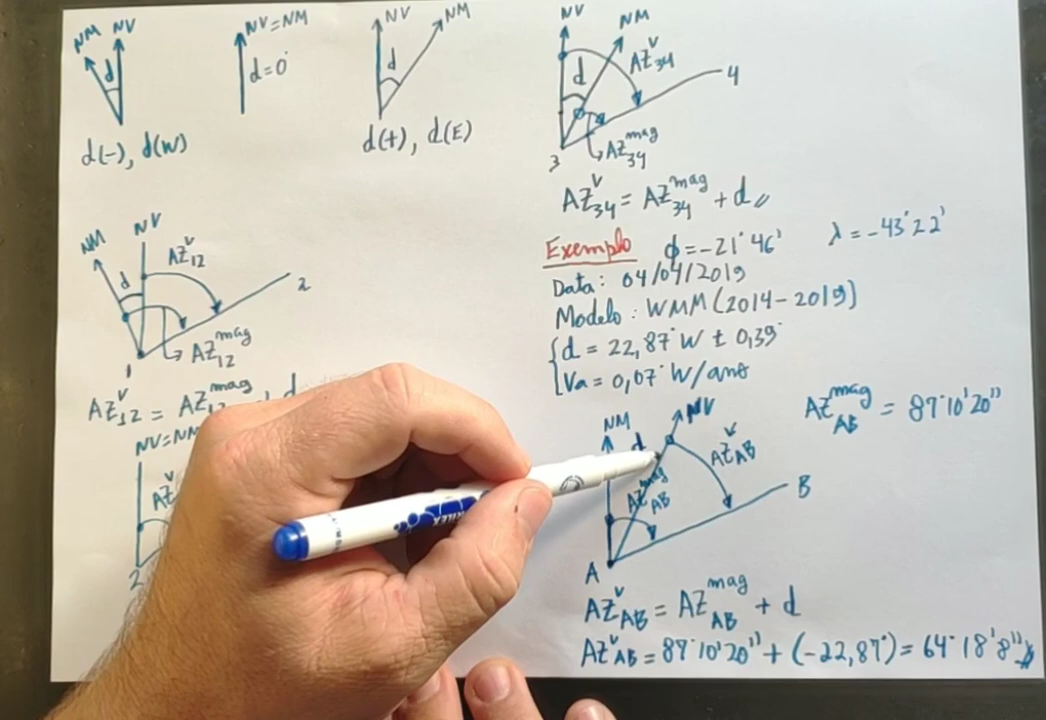 NM NV
d
d(-), d(W)
NV=NM
d=0°
NV NM
d
d(+), d(E)
NM NV
d
AZ^v_12
2
AZ^mag_12
1
AZ^v_12 = AZ^mag_12 + d
NV=NM
AZ^v
2
NV NM
d
AZ^v_34
4
AZ^mag_34
3
AZ^v_34 = AZ^mag_34 + d
Exemplo ϕ=-21°46' λ=-43°22'
Data: 04/04/2019
Modelo: WMM(2014-2019)
d = 22,87°W ± 0,39°
Va = 0,07°W/ano
AZ^mag_AB = 87°10'20''
NM NV
d
AZ^v_AB
AZ^mag_AB
B
A
AZ^v_AB = AZ^mag_AB + d
AZ^v_AB = 87°10'20'' + (-22,87°) = 64°18'8''